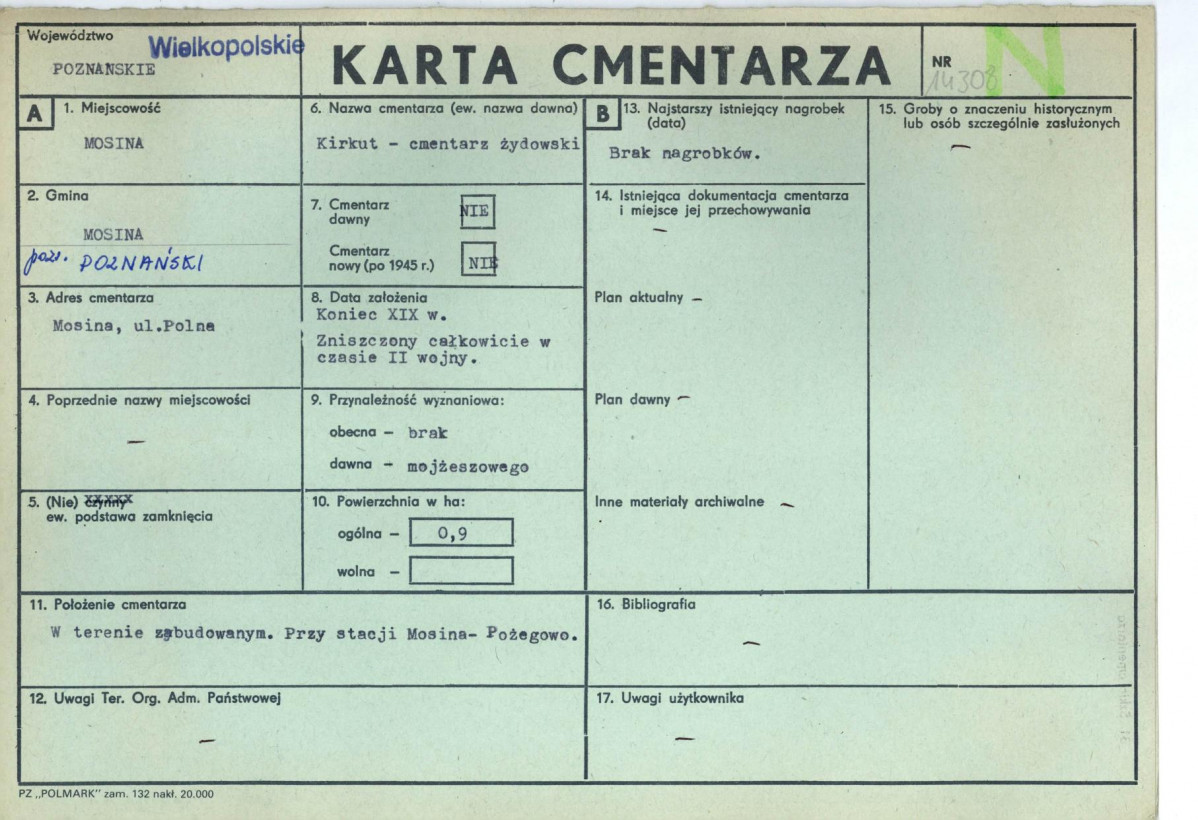 Województwo
Wielkopolskie
POZNAŃSKIE
KARTA CMENTARZA
NR
14308
N
A
1. Miejscowość
MOSINA
2. Gmina
MOSINA
pow. POZNAŃSKI
3. Adres cmentarza
Mosina, ul.Polna
4. Poprzednie nazwy miejscowości
—
5. (Nie) czynny
ew. podstawa zamknięcia
6. Nazwa cmentarza (ew. nazwa dawna)
Kirkut - cmentarz żydowski
7. Cmentarz
dawny
NIE
Cmentarz
nowy (po 1945 r.)
NIE
8. Data założenia
Koniec XIX w.
Zniszczony całkowicie w
czasie II wojny.
9. Przynależność wyznaniowa:
obecna — brak
dawna — mojżeszowego
10. Powierzchnia w ha:
ogólna — 0,9
wolna —
11. Położenie cmentarza
W terenie zabudowanym. Przy stacji Mosina- Pożegowo.
12. Uwagi Ter. Org. Adm. Państwowej
—
B
13. Najstarszy istniejący nagrobek
(data)
Brak nagrobków.
14. Istniejąca dokumentacja cmentarza
i miejsce jej przechowywania
—
Plan aktualny —
Plan dawny —
Inne materiały archiwalne —
15. Groby o znaczeniu historycznym
lub osób szczególnie zasłużonych
—
16. Bibliografia
—
17. Uwagi użytkownika
—
PZ „POLMARK" zam. 132 nakł. 20.000